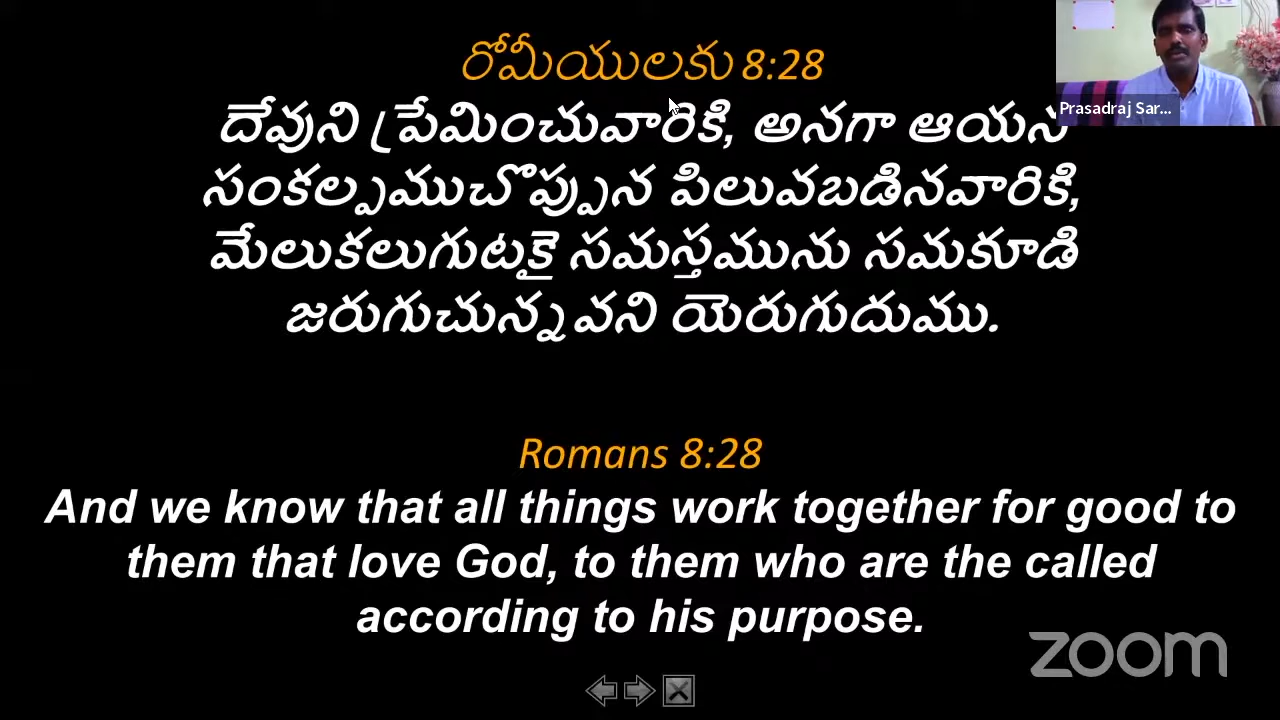 రోమీయులకు 8:28
దేవుని ప్రేమించువారికి, అనగా ఆయన
సంకల్పముచొప్పున పిలువబడినవారికి,
మేలుకలుగుటకై సమస్తమును సమకూడి
జరుగుచున్నవని యెరుగుదుము.
Romans 8:28
And we know that all things work together for good to
them that love God, to them who are the called
according to his purpose.
Prasadraj Sar...
zoom